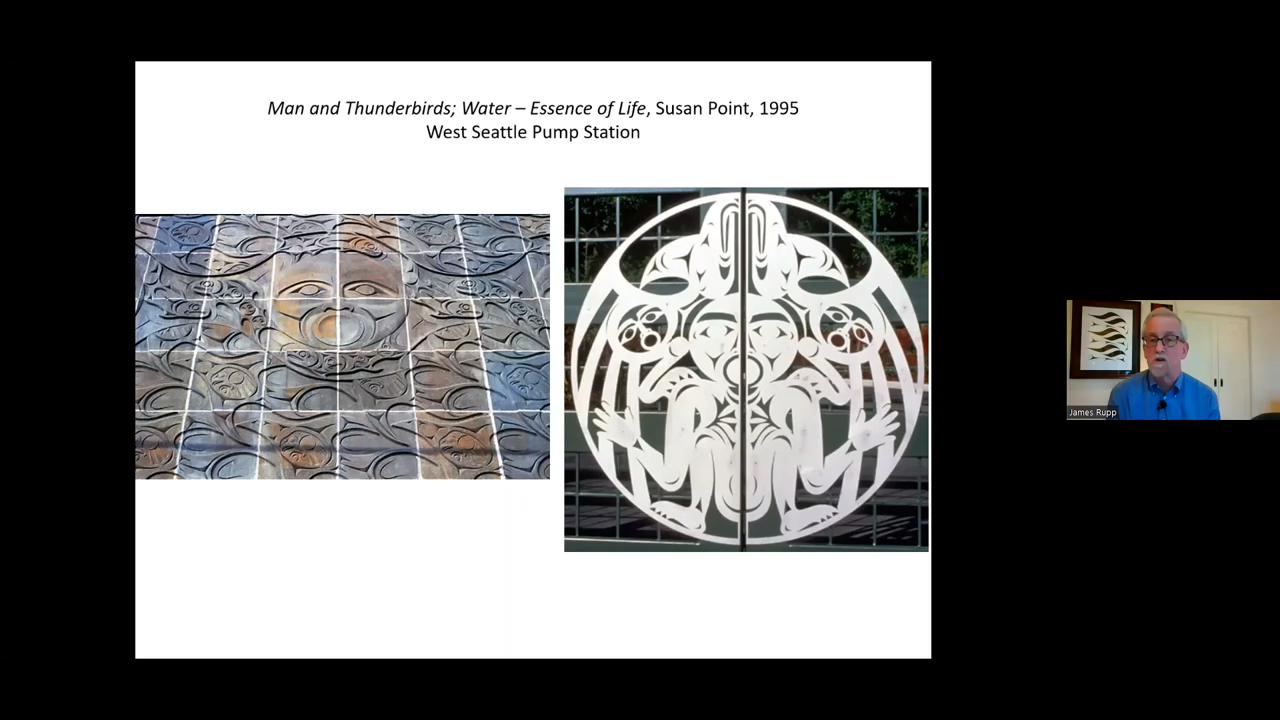 Man and Thunderbirds; Water – Essence of Life, Susan Point, 1995
West Seattle Pump Station
James Rupp